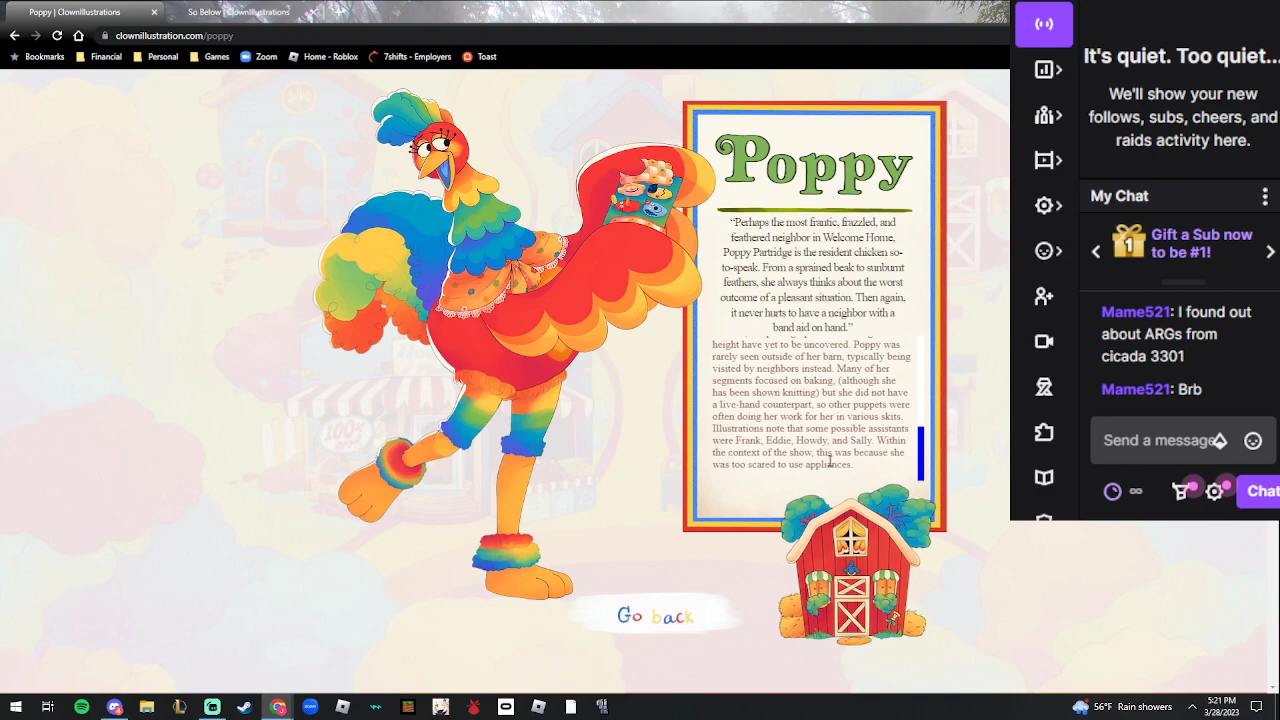 Poppy | ClownIllustrations
So Below | ClownIllustrations
clownillustration.com/poppy
Bookmarks
Financial
Personal
Games
Zoom
Home - Roblox
7shifts - Employers
Toast
Poppy
“Perhaps the most frantic, frazzled, and
feathered neighbor in Welcome Home,
Poppy Partridge is the resident chicken so-
to-speak. From a sprained beak to sunburnt
feathers, she always thinks about the worst
outcome of a pleasant situation. Then again,
it never hurts to have a neighbor with a
band aid on hand.”
height have yet to be uncovered. Poppy was
rarely seen outside of her barn, typically being
visited by neighbors instead. Many of her
segments focused on baking, (although she
has been shown knitting) but she did not have
a live-hand counterpart, so other puppets were
often doing her work for her in various skits.
Illustrations note that some possible assistants
were Frank, Eddie, Howdy, and Sally. Within
the context of the show, this was because she
was too scared to use appliances.
Go back
It's quiet. Too quiet...
We'll show your new
follows, subs, cheers, and
raids activity here.
My Chat
1
Gift a Sub now
to be #1!
Mame521: I found out
about ARGs from
cicada 3301
Mame521: Brb
Send a message
Chat
56°F Rain showers
5:21 PM
3/28/2023